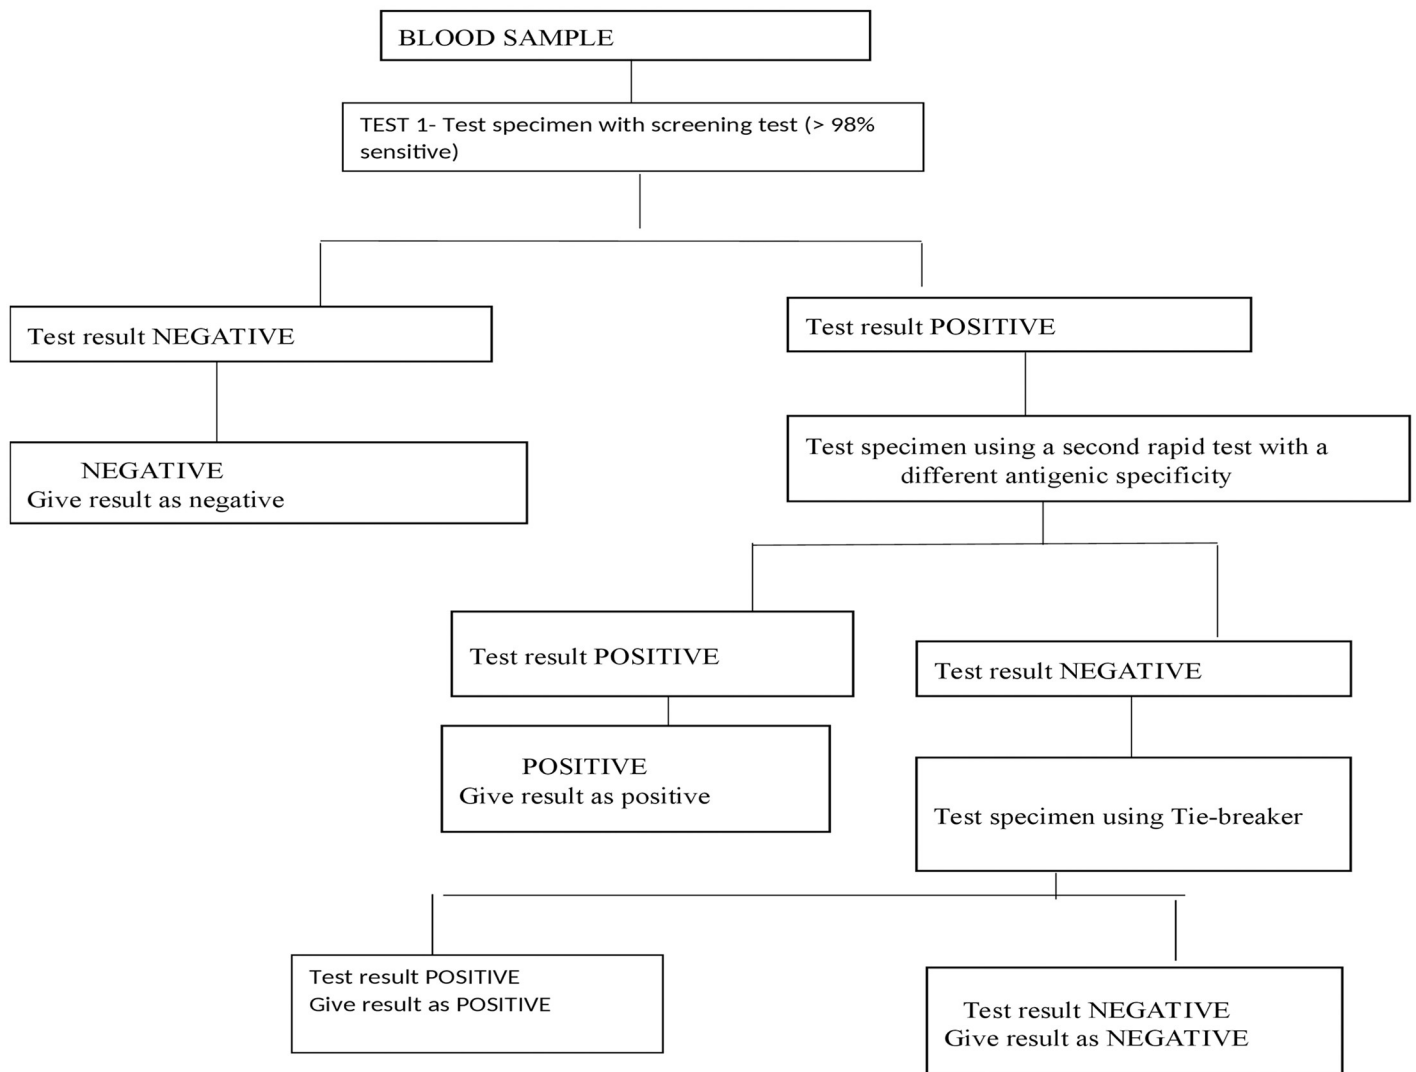 BLOOD SAMPLE
TEST 1- Test specimen with screening test (> 98%
sensitive)
Test result NEGATIVE
Test result POSITIVE
NEGATIVE
Give result as negative
Test specimen using a second rapid test with a
different antigenic specificity
Test result POSITIVE
Test result NEGATIVE
POSITIVE
Give result as positive
Test specimen using Tie-breaker
Test result POSITIVE
Give result as POSITIVE
Test result NEGATIVE
Give result as NEGATIVE